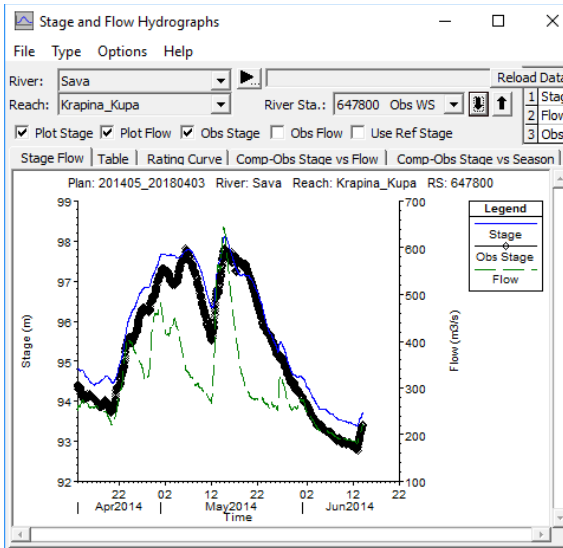 Stage and Flow Hydrographs
File Type Options Help
River: Sava Reload Data
Reach: Krapina_Kupa River Sta.: 647800 Obs WS
1 Stag
2 Flow
3 Obs
Plot Stage Plot Flow Obs Stage Obs Flow Use Ref Stage
Stage Flow Table Rating Curve Comp-Obs Stage vs Flow Comp-Obs Stage vs Season
Plan: 201405_20180403 River: Sava Reach: Krapina_Kupa RS: 647800
99
98
97
96
95
94
93
92
Stage (m)
700
600
500
400
300
200
100
Flow (m3/s)
Legend
Stage
Obs Stage
Flow
22 02 12 22 02 12 22
Apr2014 May2014 Jun2014
Time